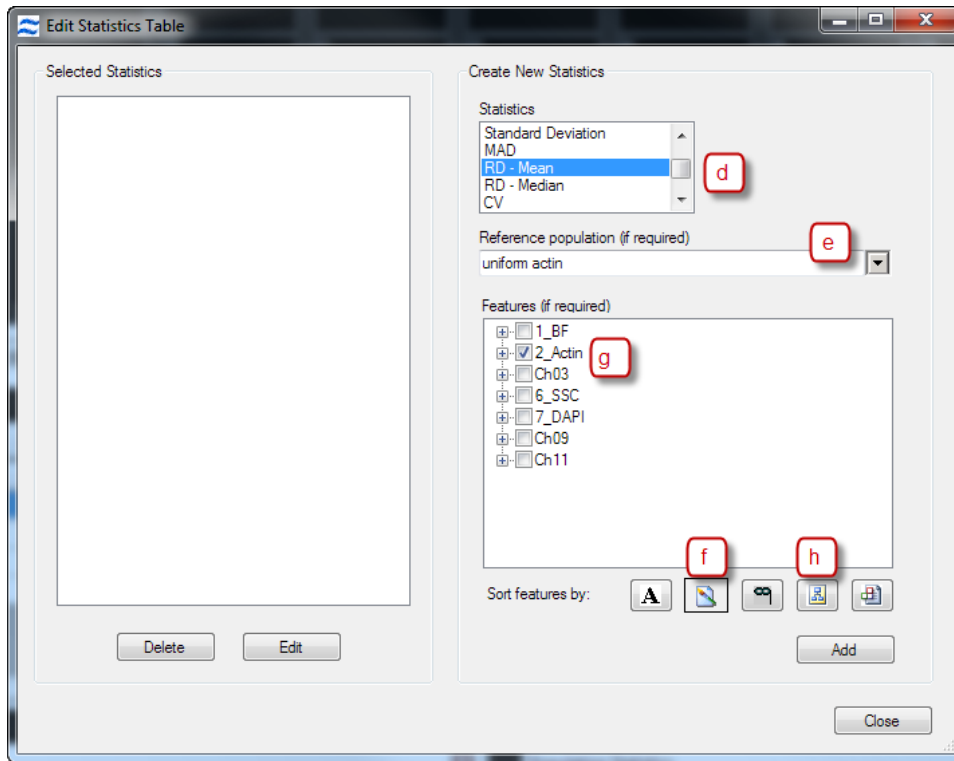 Edit Statistics Table
Selected Statistics
Delete
Edit
Create New Statistics
Statistics
Standard Deviation
MAD
RD - Mean
RD - Median
CV
d
Reference population (if required)
e
uniform actin
Features (if required)
1_BF
2_Actin
g
Ch03
6_SSC
7_DAPI
Ch09
Ch11
f
h
Sort features by:
A
Add
Close